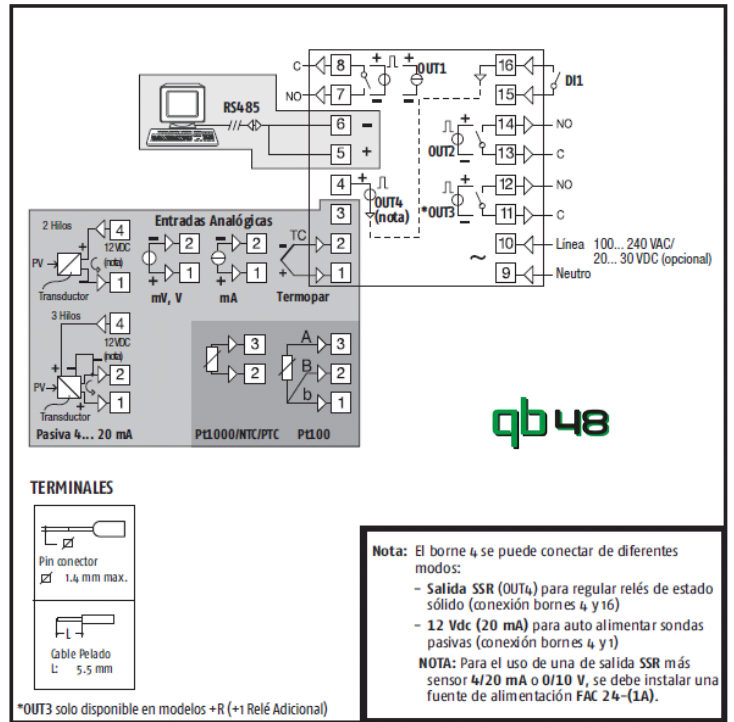 C 8 + + OUT1 16
NO 7 - - 15 DI1
RS485
6 -
5 +
14 NO
OUT2
13 C
4 +
OUT4
(nota)
12 NO
*OUT3
11 C
3
10 Línea 100... 240 VAC/
20... 30 VDC (opcional)
~
9 Neutro
Entradas Analógicas
2 Hilos
4
12 VDC
(nota)
PV
+
-
1
Transductor
- 2
+ 1
mV, V
- 2
+ 1
mA
TC
- 2
+ 1
Termopar
3 Hilos
4
12VDC
(nota)
+
-
PV
2
+
1
Transductor
Pasiva 4... 20 mA
3
2
Pt1000/NTC/PTC
A 3
B 2
b 1
Pt100
qb 48
TERMINALES
Pin conector
1.4 mm max.
L
Cable Pelado
L: 5.5 mm
*OUT3 solo disponible en modelos +R (+1 Relé Adicional)
Nota: El borne 4 se puede conectar de diferentes
modos:
- Salida SSR (OUT4) para regular relés de estado
sólido (conexión bornes 4 y 16)
- 12 Vdc (20 mA) para auto alimentar sondas
pasivas (conexión bornes 4 y 1)
NOTA: Para el uso de una de salida SSR más
sensor 4/20 mA o 0/10 V, se debe instalar una
fuente de alimentación FAC 24-(1A).